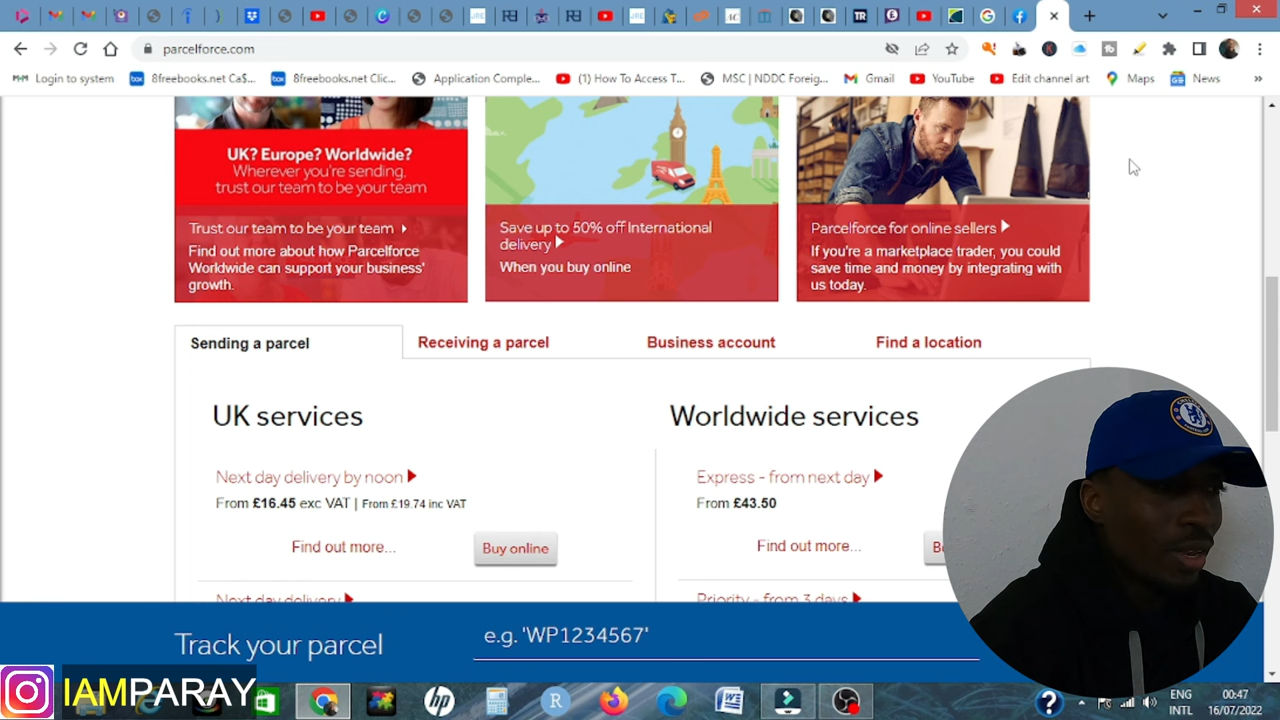 parcelforce.com
Login to system
8freebooks.net Ca$...
8freebooks.net Clic...
Application Comple...
(1) How To Access T...
MSC | NDDC Foreig...
Gmail
YouTube
Edit channel art
Maps
News
UK? Europe? Worldwide?
Wherever you're sending,
trust our team to be your team
Trust our team to be your team
Find out more about how Parcelforce
Worldwide can support your business'
growth.
Save up to 50% off International
delivery
When you buy online
Parcelforce for online sellers
If you're a marketplace trader, you could
save time and money by integrating with
us today.
Sending a parcel
Receiving a parcel
Business account
Find a location
UK services
Next day delivery by noon
From £16.45 exc VAT | From £19.74 inc VAT
Find out more...
Buy online
Next day delivery
Worldwide services
Express - from next day
From £43.50
Find out more...
Priority - from 3 days
Track your parcel
e.g. 'WP1234567'
IAMPARAY
ENG
INTL
00:47
16/07/2022